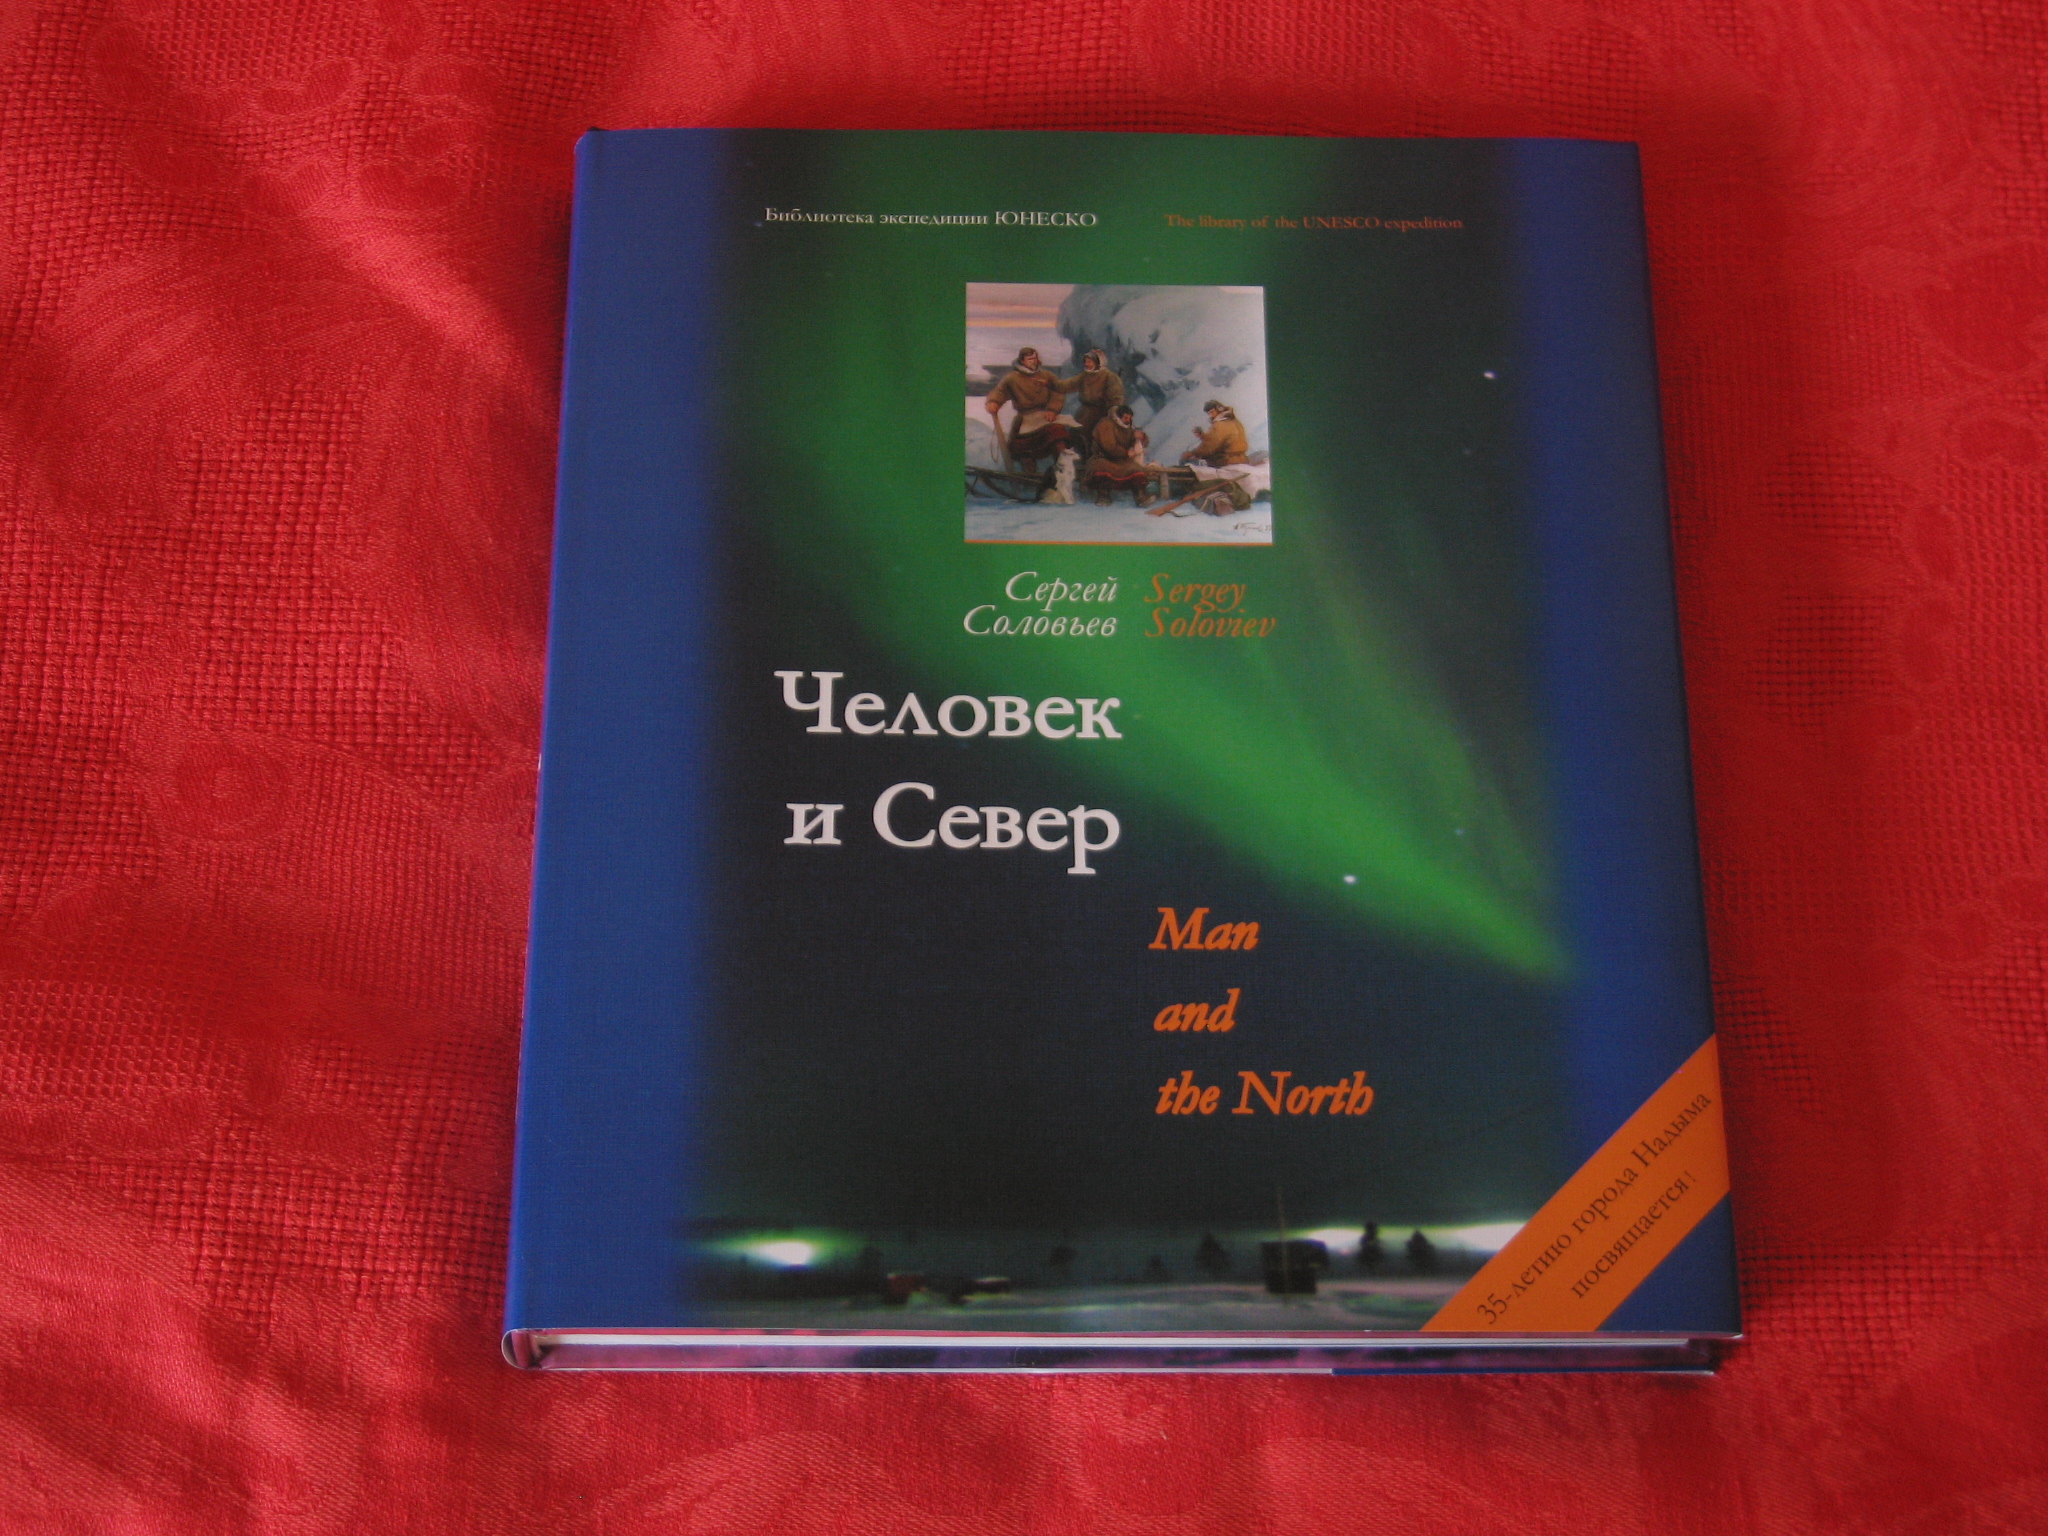 Библиотека экспедиции ЮНЕСКО
The library of the UNESCO expedition
Сергей
Соловьев
Sergey
Soloviev
Человек
и Север
Man
and
the North
35-летию города Надыма
посвящается!